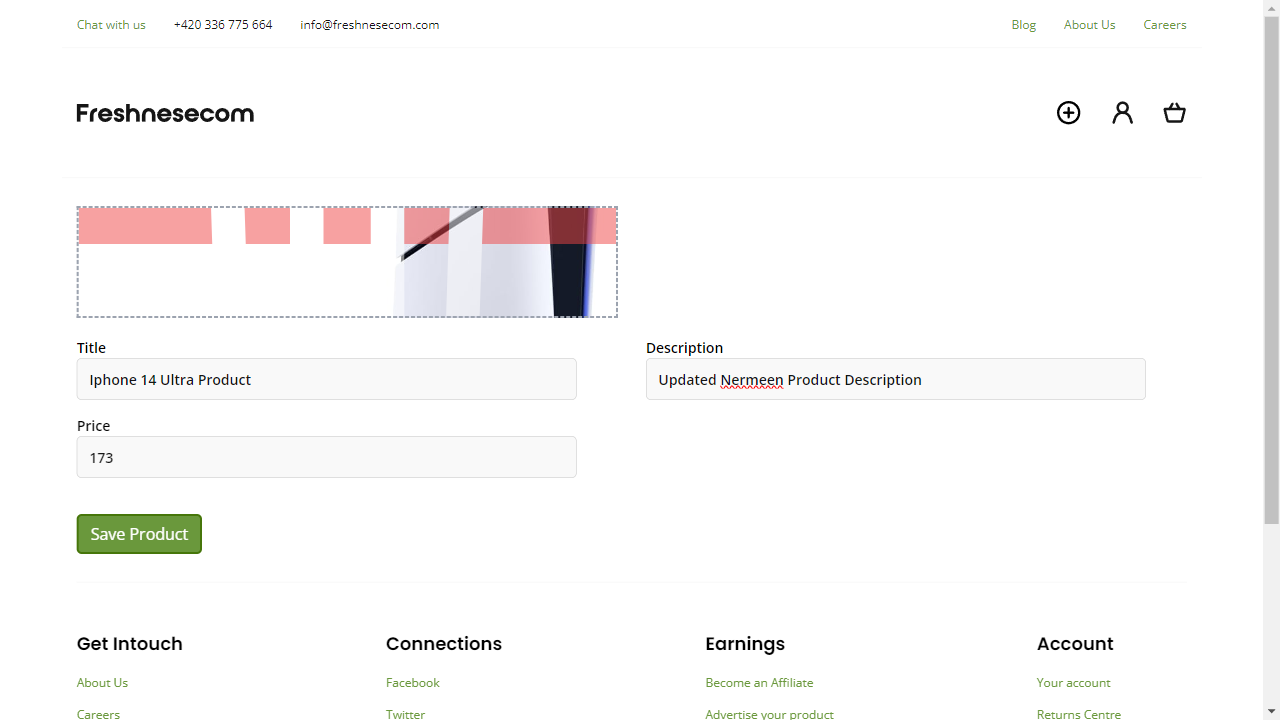 Chat with us +420 336 775 664 info@freshnesecom.com Blog About Us Careers
Freshnesecom
Title Description
Iphone 14 Ultra Product Updated Nermeen Product Description
Price
173
Save Product
Get Intouch Connections Earnings Account
About Us Facebook Become an Affiliate Your account
Careers Twitter Advertise your product Returns Centre